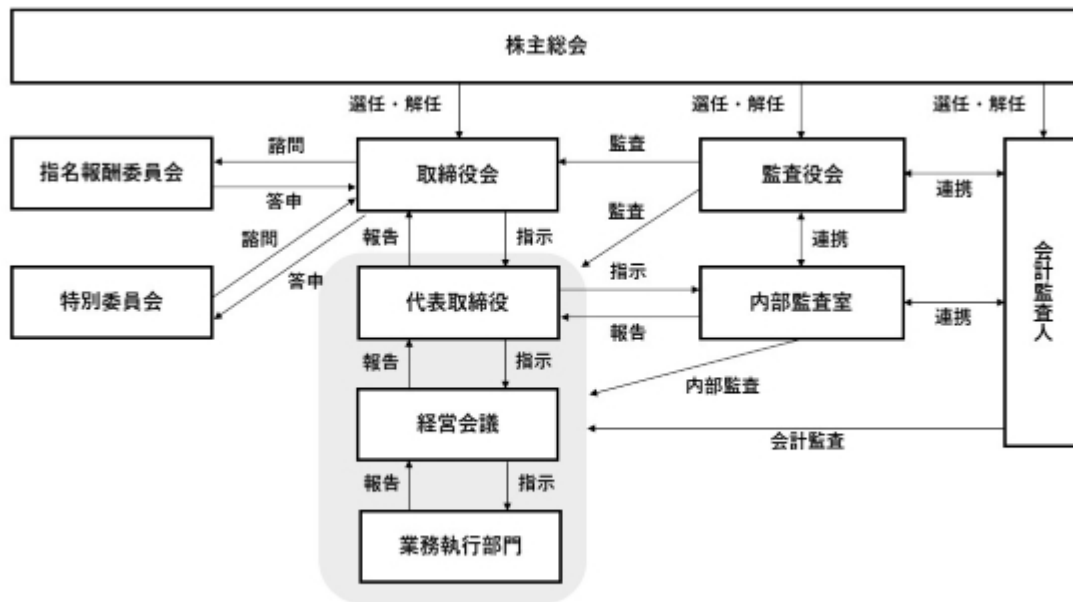 株主総会
選任・解任
選任・解任
選任・解任
指名報酬委員会
諮問
答申
取締役会
監査
監査役会
連携
会計監査人
諮問
答申
報告
指示
監査
連携
特別委員会
代表取締役
指示
報告
内部監査室
連携
報告
指示
内部監査
経営会議
会計監査
報告
指示
業務執行部門